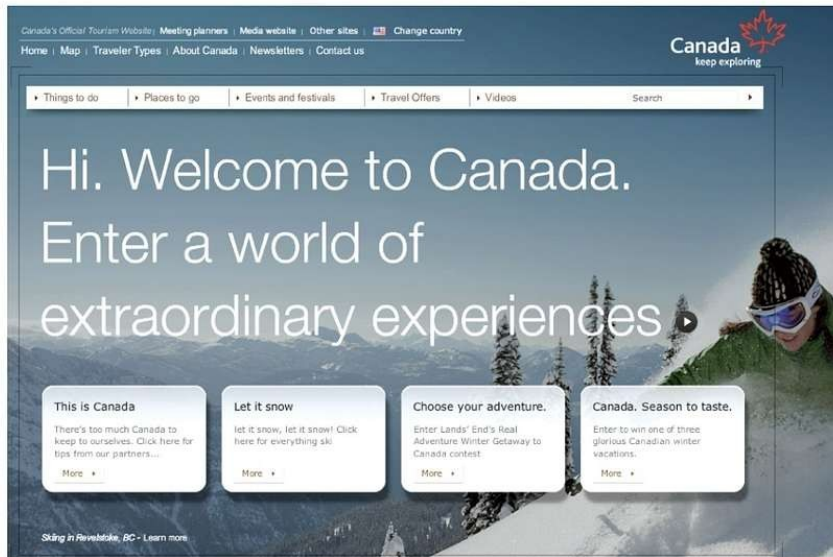 Canada's Official Tourism Website | Meeting planners | Media website | Other sites | Change country
Home | Map | Traveler Types | About Canada | Newsletters | Contact us
Canada
keep exploring
Things to do
Places to go
Events and festivals
Travel Offers
Videos
Search
Hi. Welcome to Canada.
Enter a world of
extraordinary experiences
This is Canada
There's too much Canada to
keep to ourselves. Click here for
tips from our partners...
More
Let it snow
let it snow, let it snow! Click
here for everything ski
More
Choose your adventure.
Enter Lands' End's Real
Adventure Winter Getaway to
Canada contest
More
Canada. Season to taste.
Enter to win one of three
glorious Canadian winter
vacations.
More
Skiing in Revelstoke, BC - Learn more